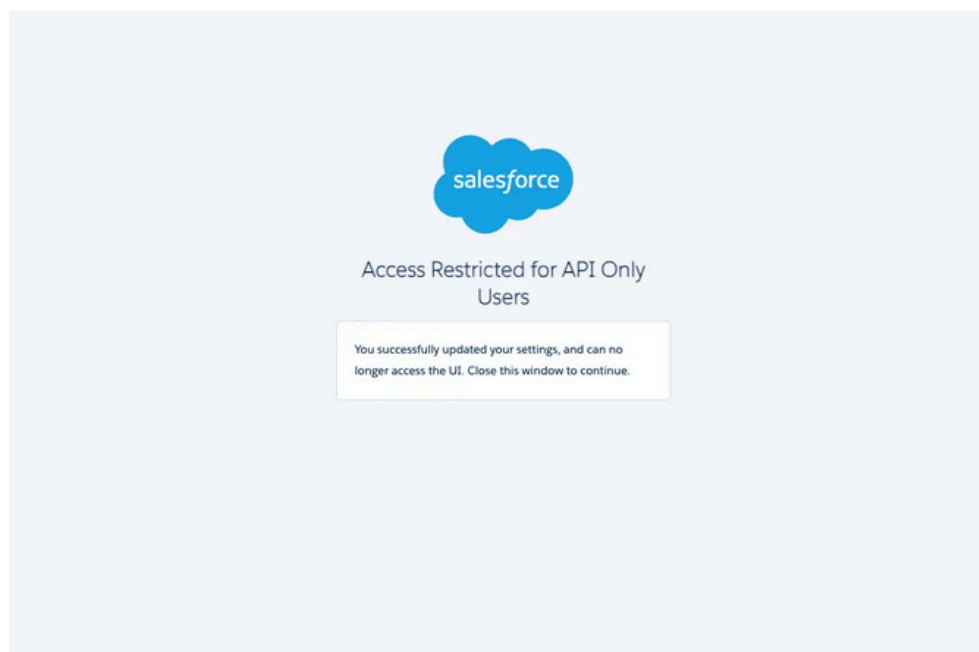 salesforce
Access Restricted for API Only
Users
You successfully updated your settings, and can no
longer access the UI. Close this window to continue.